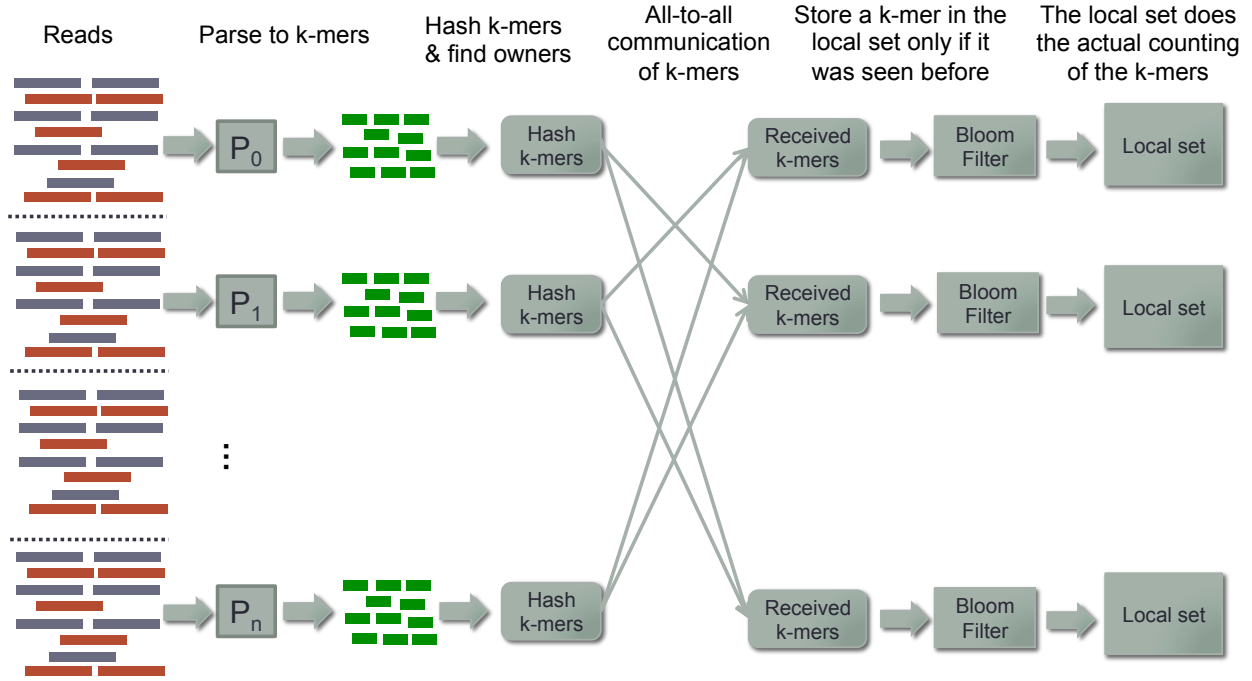 Reads
Parse to k-mers
Hash k-mers
& find owners
All-to-all
communication
of k-mers
Store a k-mer in the
local set only if it
was seen before
The local set does
the actual counting
of the k-mers
P0
Hash
k-mers
Received
k-mers
Bloom
Filter
Local set
P1
Hash
k-mers
Received
k-mers
Bloom
Filter
Local set
...
Pn
Hash
k-mers
Received
k-mers
Bloom
Filter
Local set